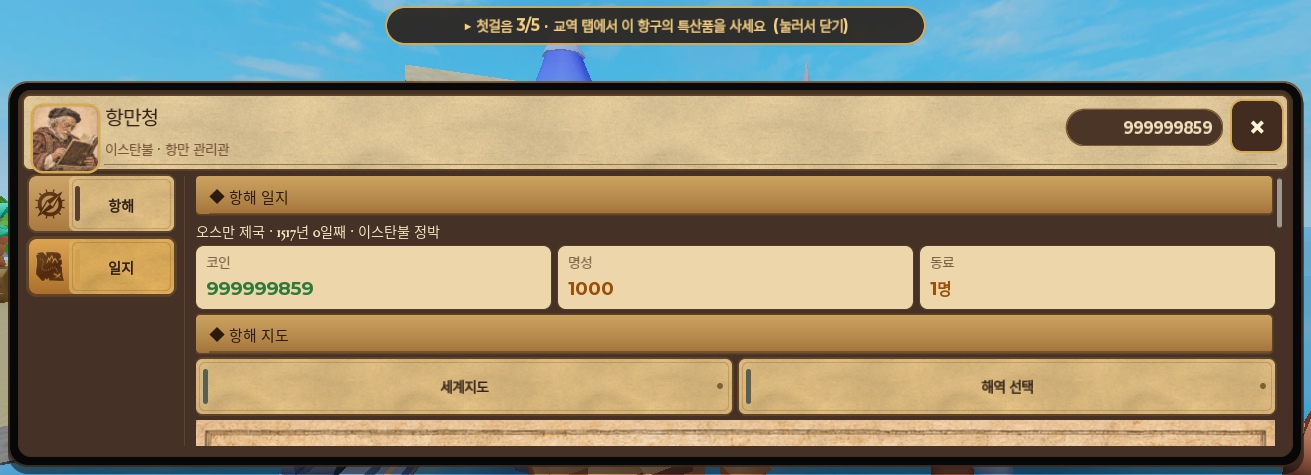 ▸ 첫걸음 3/5 · 교역 탭에서 이 항구의 특산품을 사세요 (눌러서 닫기)
항만청
이스탄불 · 항만 관리관
999999859
×
항해
일지
◆ 항해 일지
오스만 제국 · 1517년 0일째 · 이스탄불 정박
코인
999999859
명성
1000
동료
1명
◆ 항해 지도
세계지도
해역 선택